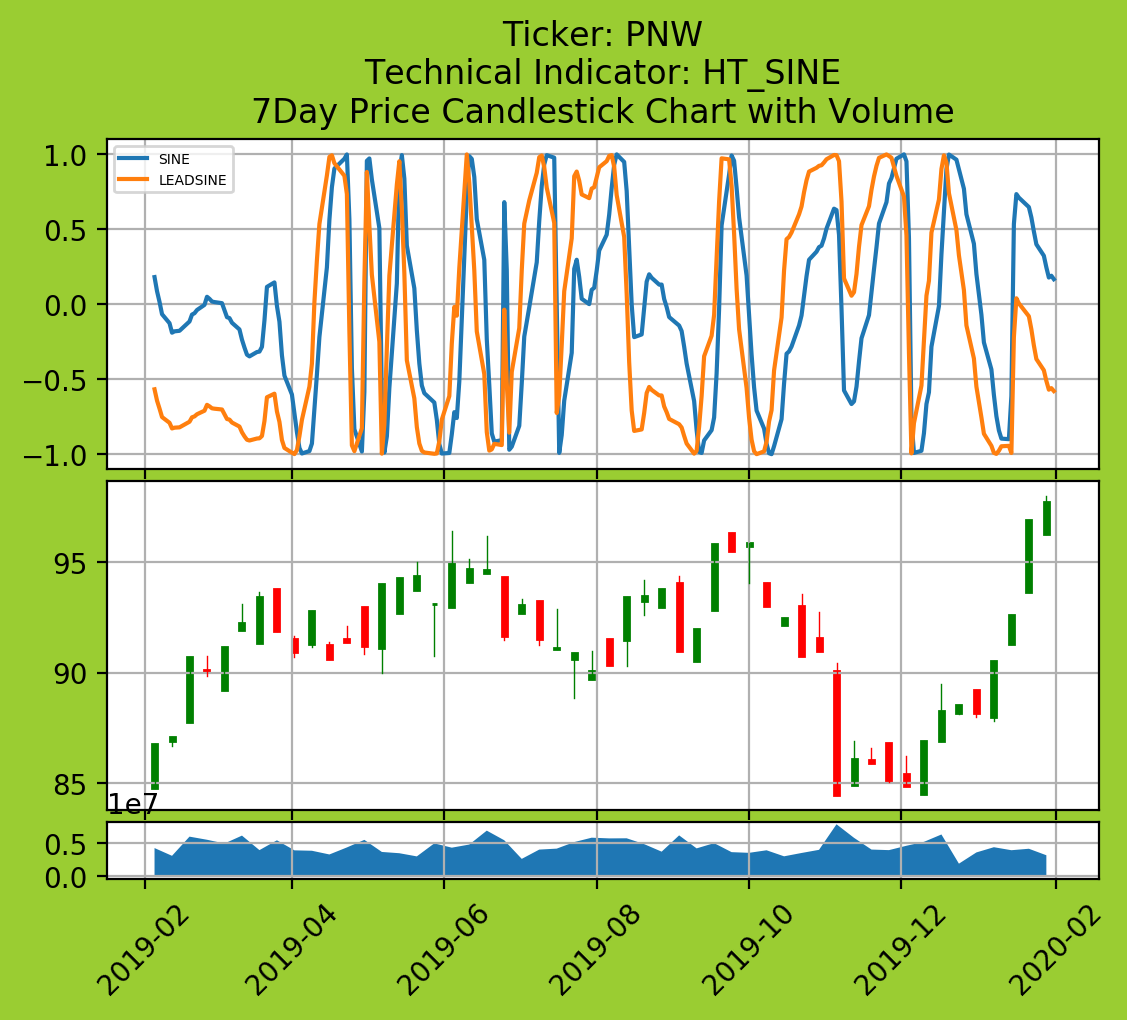 Ticker: PNW
Technical Indicator: HT_SINE
7Day Price Candlestick Chart with Volume
SINE
LEADSINE
1.0
0.5
0.0
−0.5
−1.0
95
90
85
1e7
0.5
0.0
2019-02
2019-04
2019-06
2019-08
2019-10
2019-12
2020-02